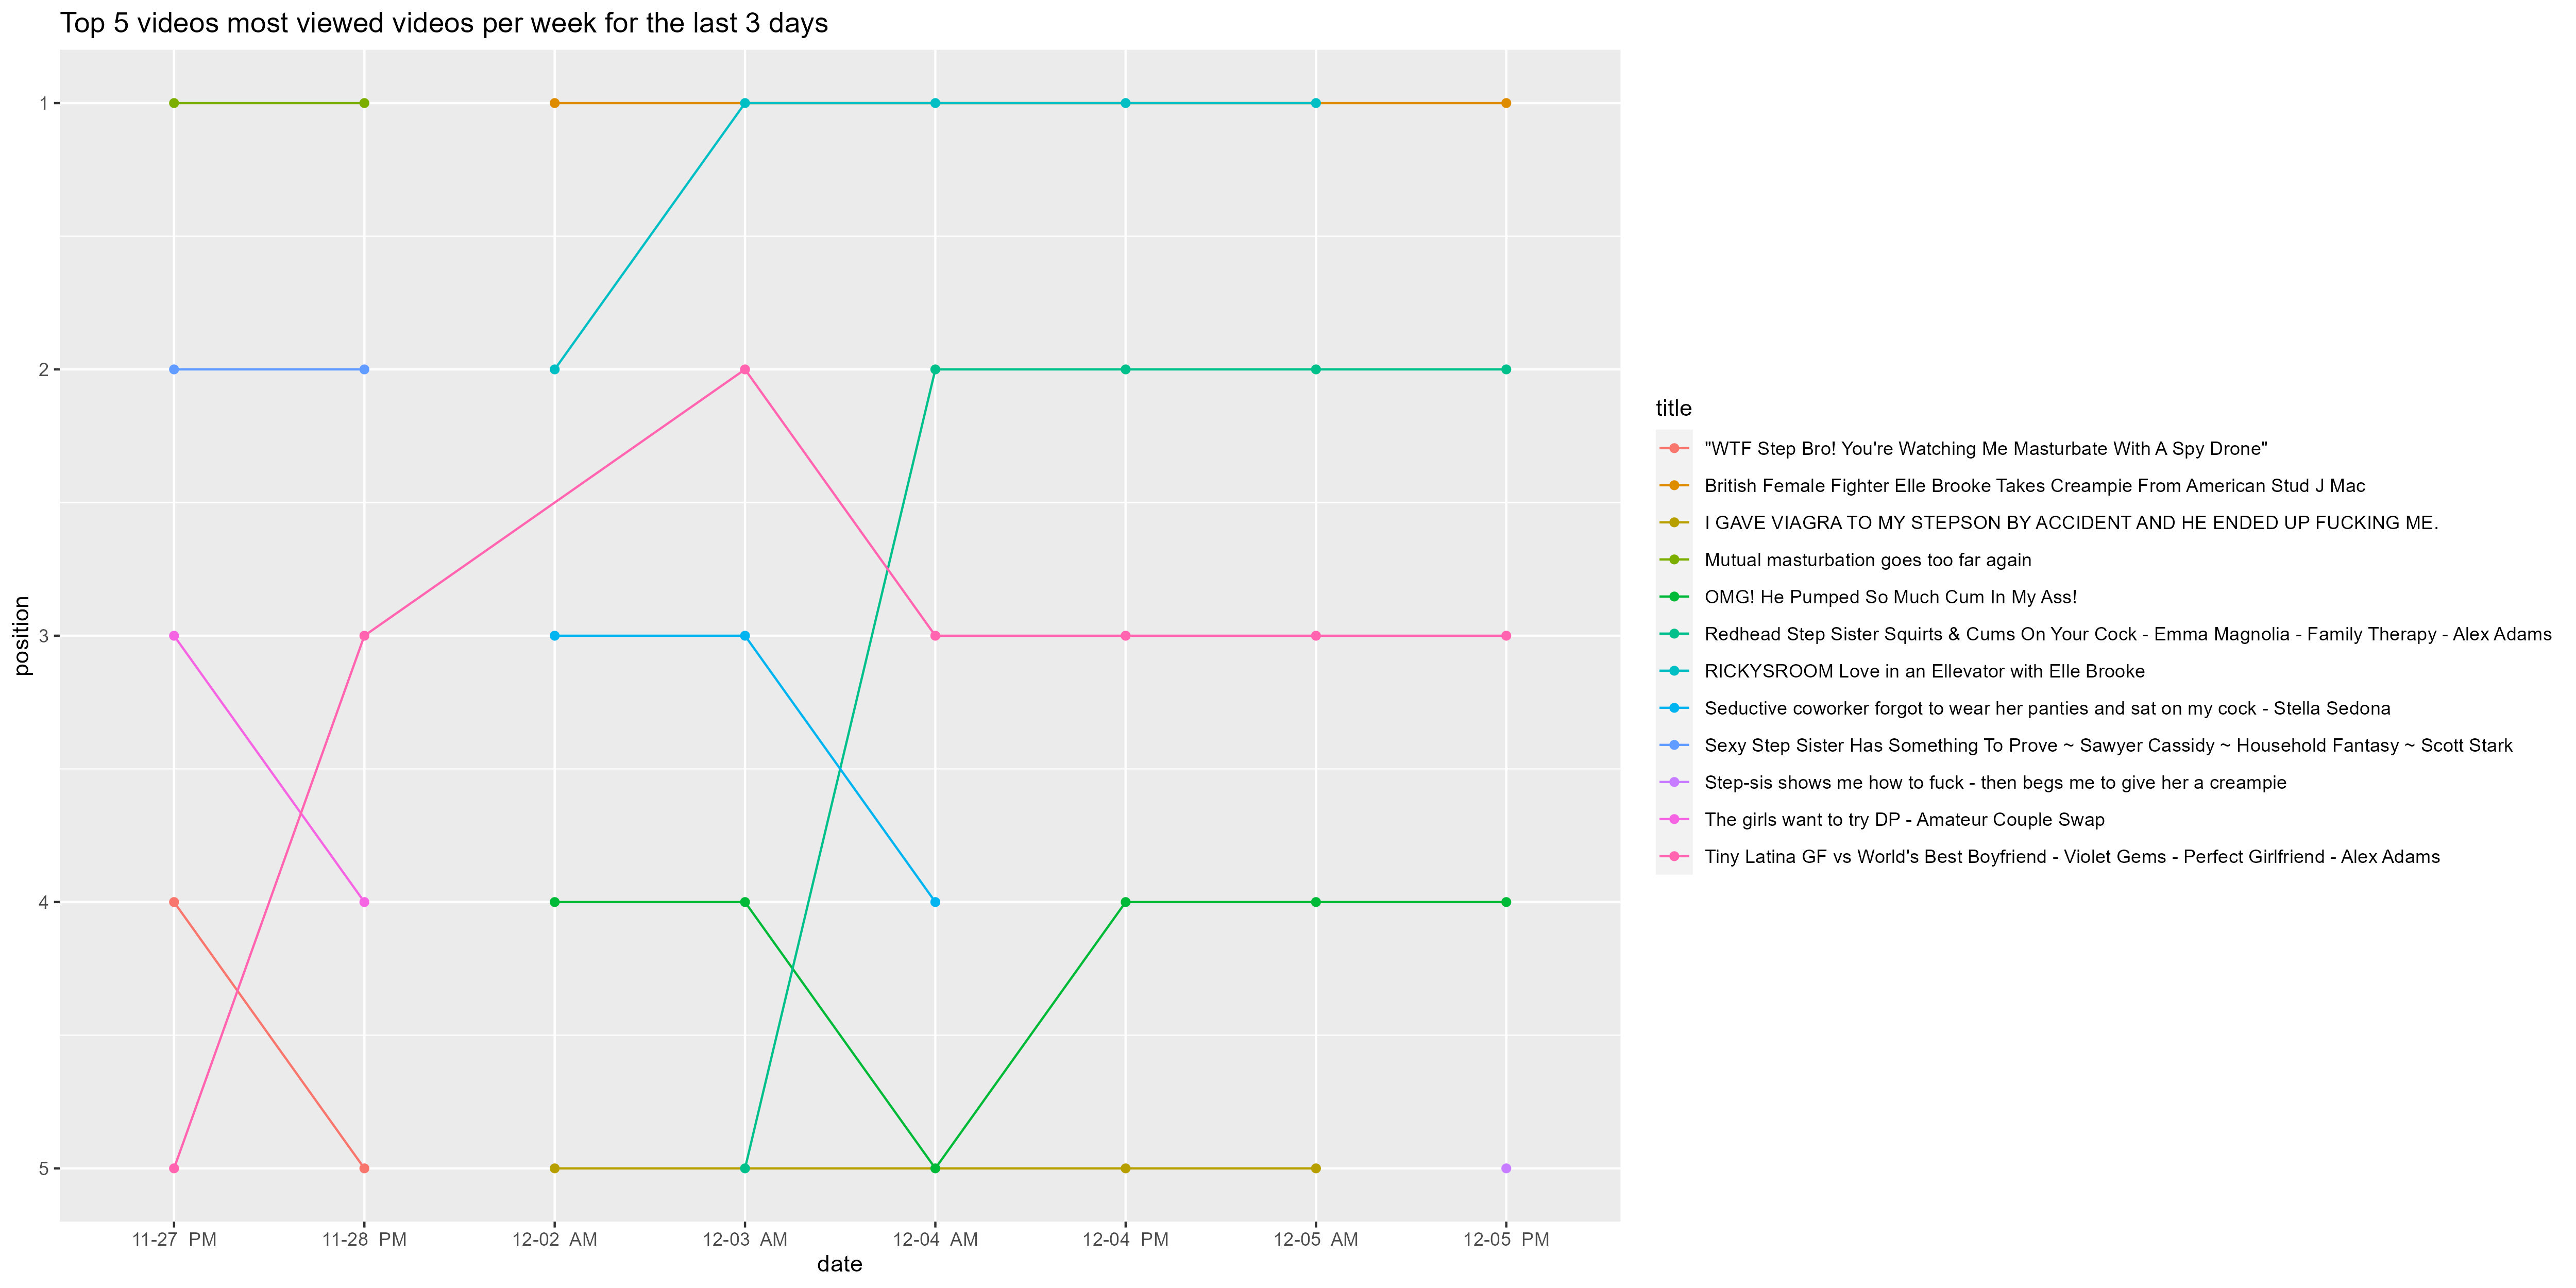 Top 5 videos most viewed videos per week for the last 3 days
position
1
2
3
4
5
11-27 PM
11-28 PM
12-02 AM
12-03 AM
12-04 AM
12-04 PM
12-05 AM
12-05 PM
date
title
"WTF Step Bro! You're Watching Me Masturbate With A Spy Drone"
British Female Fighter Elle Brooke Takes Creampie From American Stud J Mac
I GAVE VIAGRA TO MY STEPSON BY ACCIDENT AND HE ENDED UP FUCKING ME.
Mutual masturbation goes too far again
OMG! He Pumped So Much Cum In My Ass!
Redhead Step Sister Squirts & Cums On Your Cock - Emma Magnolia - Family Therapy - Alex Adams
RICKYSROOM Love in an Ellevator with Elle Brooke
Seductive coworker forgot to wear her panties and sat on my cock - Stella Sedona
Sexy Step Sister Has Something To Prove ~ Sawyer Cassidy ~ Household Fantasy ~ Scott Stark
Step-sis shows me how to fuck - then begs me to give her a creampie
The girls want to try DP - Amateur Couple Swap
Tiny Latina GF vs World's Best Boyfriend - Violet Gems - Perfect Girlfriend - Alex Adams